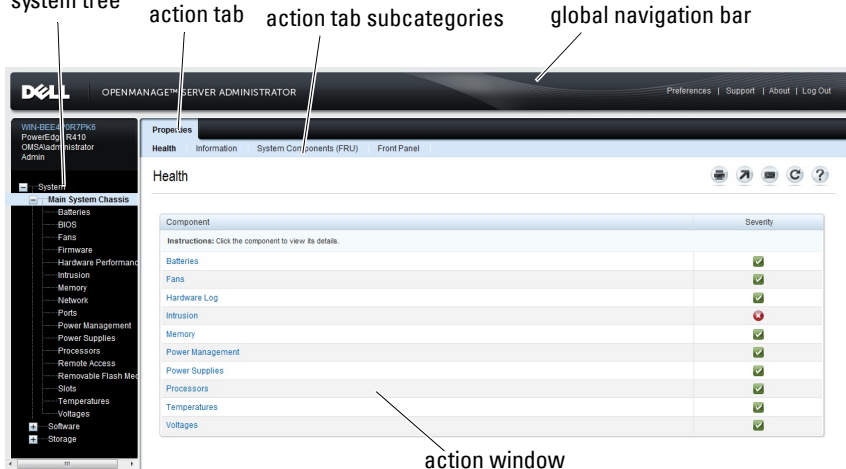 system tree
action tab
action tab subcategories
global navigation bar
DELL
OPENMANAGE™ SERVER ADMINISTRATOR
Preferences | Support | About | Log Out
PowerEdge R410
OMSA\administrator
Admin
Properties
Health
Information
System Components (FRU)
Front Panel
Health
System
Main System Chassis
Batteries
BIOS
Fans
Firmware
Hardware Performanc
Intrusion
Memory
Network
Ports
Power Management
Power Supplies
Processors
Remote Access
Removable Flash Med
Slots
Temperatures
Voltages
Software
Storage
Component
Severity
Instructions: Click the component to view its details.
Batteries
Fans
Hardware Log
Intrusion
Memory
Power Management
Power Supplies
Processors
Temperatures
Voltages
action window